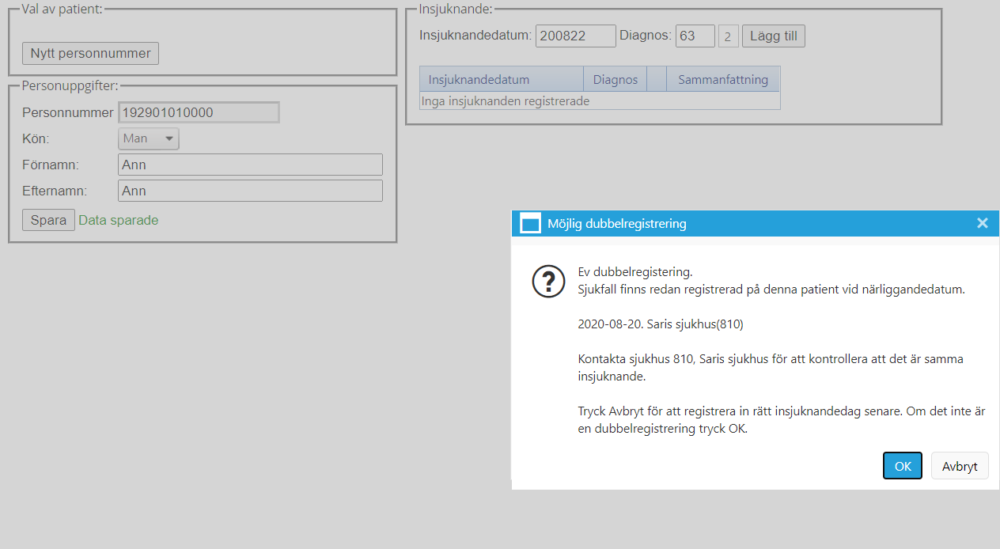 Val av patient:
Nytt personnummer
Personuppgifter:
Personnummer 192901010000
Kön: Man
Förnamn: Ann
Efternamn: Ann
Spara Data sparade
Insjuknande:
Insjuknandedatum: 200822 Diagnos: 63 2 Lägg till
Insjuknandedatum Diagnos Sammanfattning
Inga insjuknanden registrerade
Möjlig dubbelregistrering
Ev dubbelregistering.
Sjukfall finns redan registrerad på denna patient vid närliggandedatum.
2020-08-20. Saris sjukhus(810)
Kontakta sjukhus 810, Saris sjukhus för att kontrollera att det är samma
insjuknande.
Tryck Avbryt för att registrera in rätt insjuknandedag senare. Om det inte är
en dubbelregistrering tryck OK.
OK Avbryt